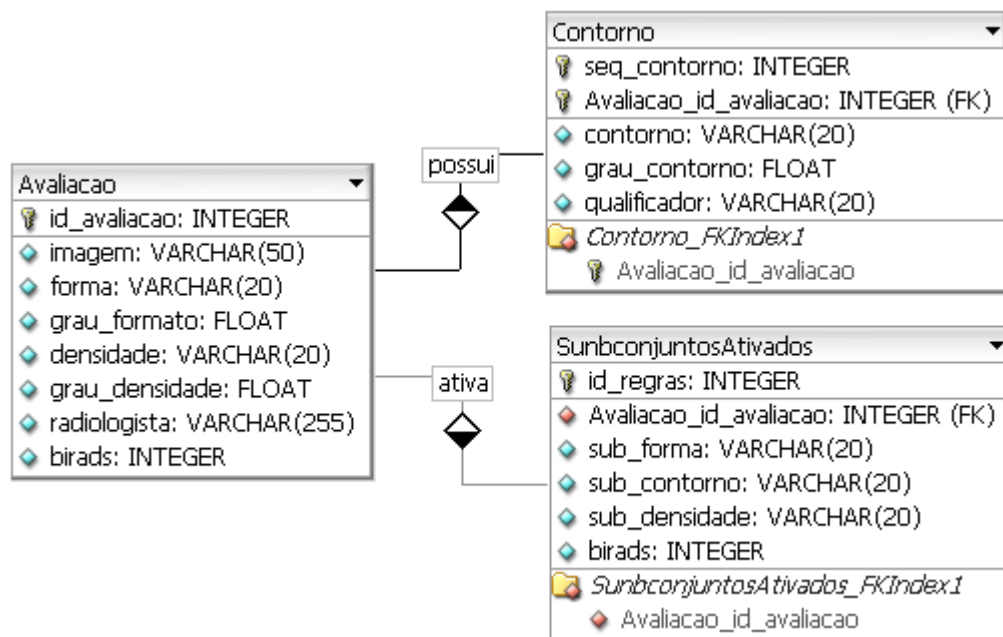 Avaliacao
id_avaliacao: INTEGER
imagem: VARCHAR(50)
forma: VARCHAR(20)
grau_formato: FLOAT
densidade: VARCHAR(20)
grau_densidade: FLOAT
radiologista: VARCHAR(255)
birads: INTEGER
possui
ativa
Contorno
seq_contorno: INTEGER
Avaliacao_id_avaliacao: INTEGER (FK)
contorno: VARCHAR(20)
grau_contorno: FLOAT
qualificador: VARCHAR(20)
Contorno_FKIndex1
Avaliacao_id_avaliacao
SunbconjuntosAtivados
id_regras: INTEGER
Avaliacao_id_avaliacao: INTEGER (FK)
sub_forma: VARCHAR(20)
sub_contorno: VARCHAR(20)
sub_densidade: VARCHAR(20)
birads: INTEGER
SunbconjuntosAtivados_FKIndex1
Avaliacao_id_avaliacao